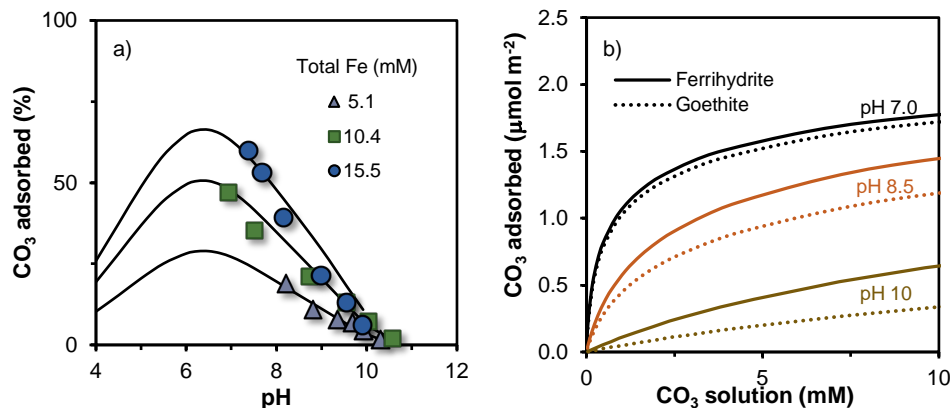 a)
Total Fe (mM)
5.1
10.4
15.5
100
50
0
4
6
8
10
12
pH
CO₃ adsorbed (%)
b)
Ferrihydrite
Goethite
pH 7.0
pH 8.5
pH 10
2.5
2.0
1.5
1.0
0.5
0.0
0
5
10
CO₃ solution (mM)
CO₃ adsorbed (μmol m⁻²)